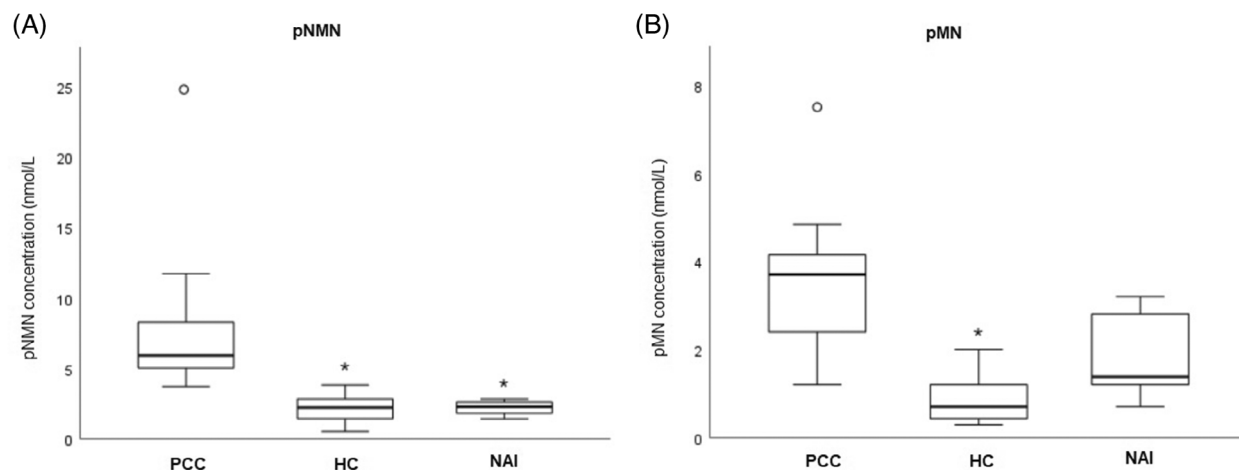 (A)
pNMN
pNMN concentration (nmol/L
25
20
15
10
5
0
*
*
PCC HC NAI
(B)
pMN
pMN concentration (nmol/L)
8
6
4
2
0
*
PCC HC NAI